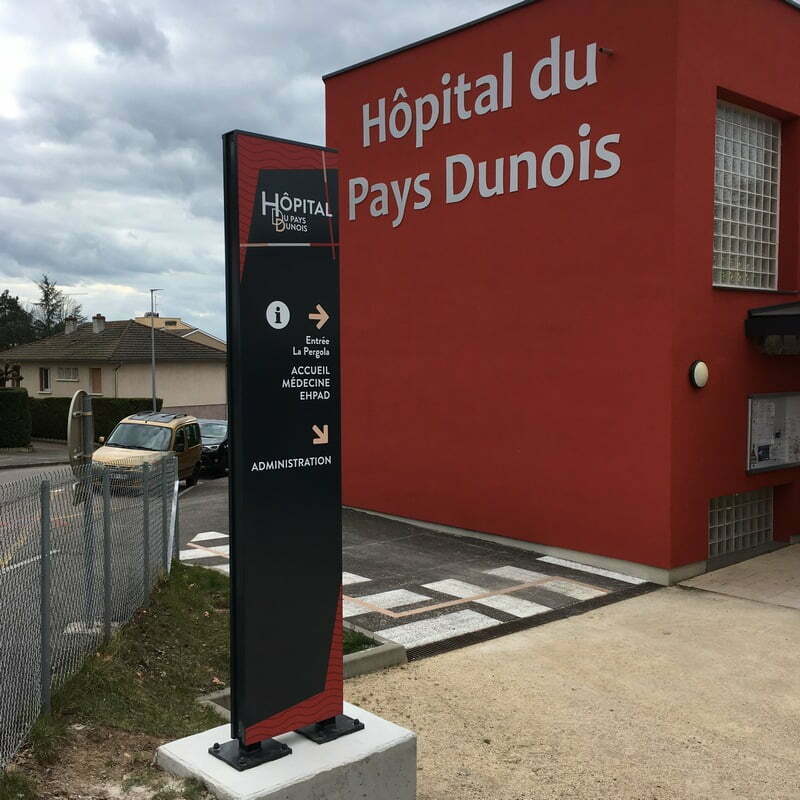 Hôpital du
Pays Dunois
HÔPITAL
DU PAYS
DUNOIS
i
Entrée
La Pergola
ACCUEIL
MÉDECINE
EHPAD
ADMINISTRATION